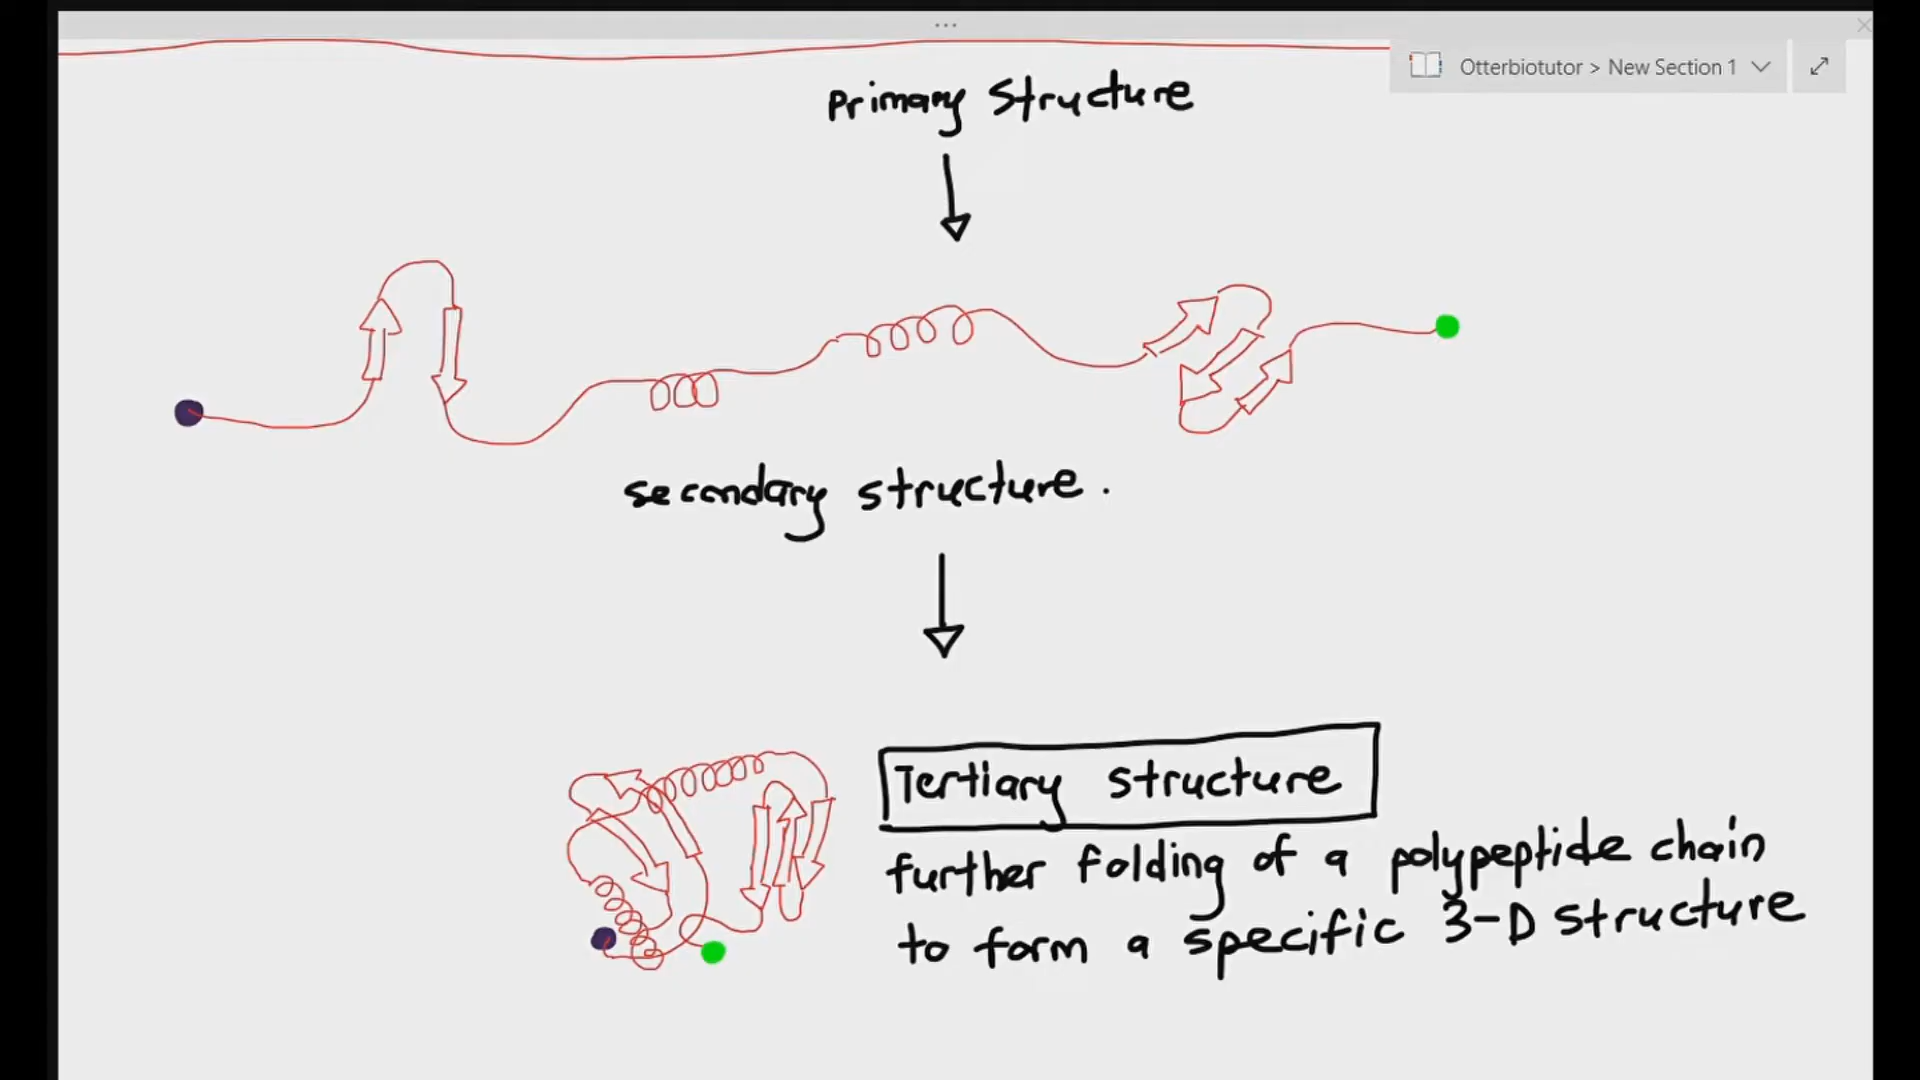 Otterbiotutor > New Section 1
Primary Structure
secondary structure.
Tertiary structure
further folding of a polypeptide chain
to form a specific 3-D structure